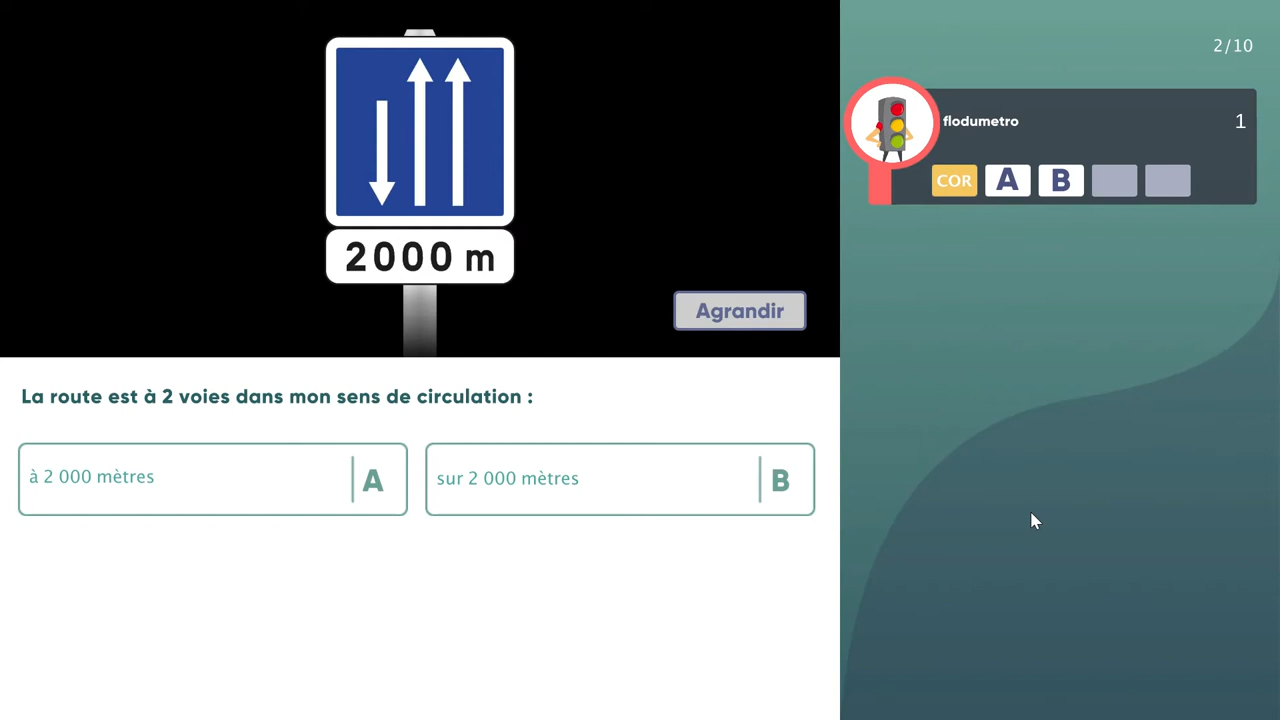 2000 m
Agrandir
La route est à 2 voies dans mon sens de circulation :
à 2 000 mètres
A
sur 2 000 mètres
B
2/10
flodumetro
1
COR A B